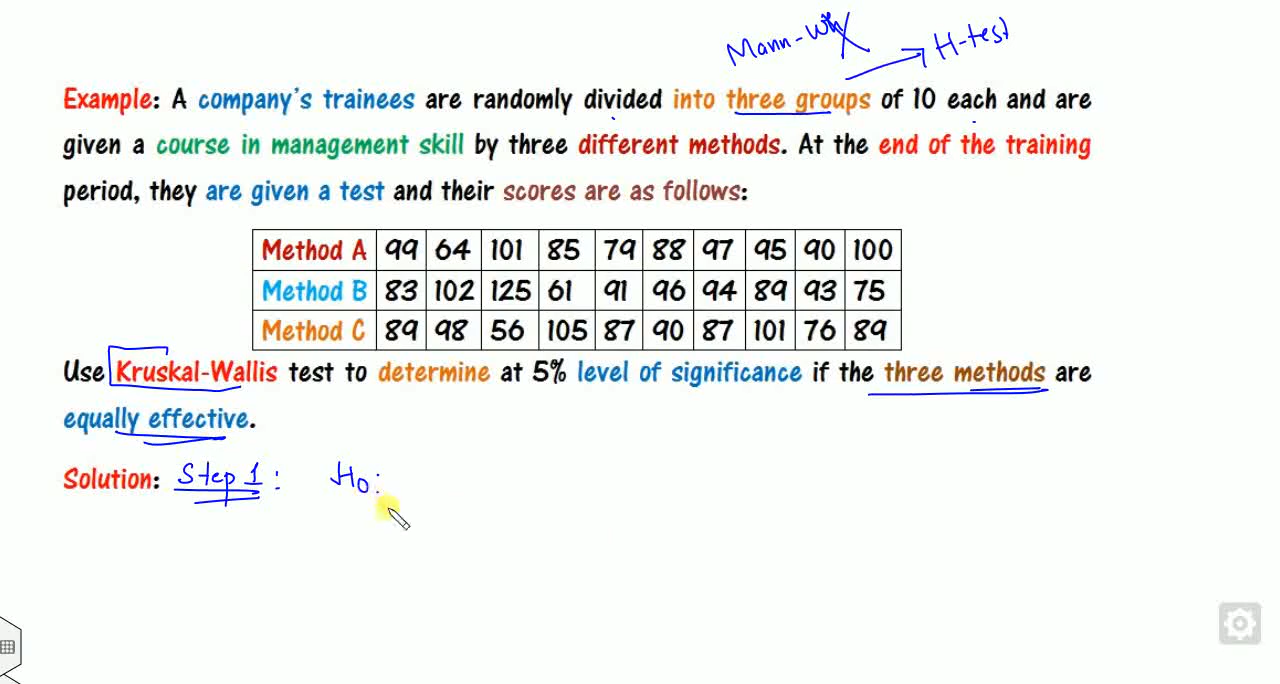 Mann-Wh → H-test
Example: A company's trainees are randomly divided into three groups of 10 each and are
given a course in management skill by three different methods. At the end of the training
period, they are given a test and their scores are as follows:
Method A 99 64 101 85 79 88 97 95 90 100
Method B 83 102 125 61 91 96 94 89 93 75
Method C 89 98 56 105 87 90 87 101 76 89
Use Kruskal-Wallis test to determine at 5% level of significance if the three methods are
equally effective.
Solution: Step 1: H0: